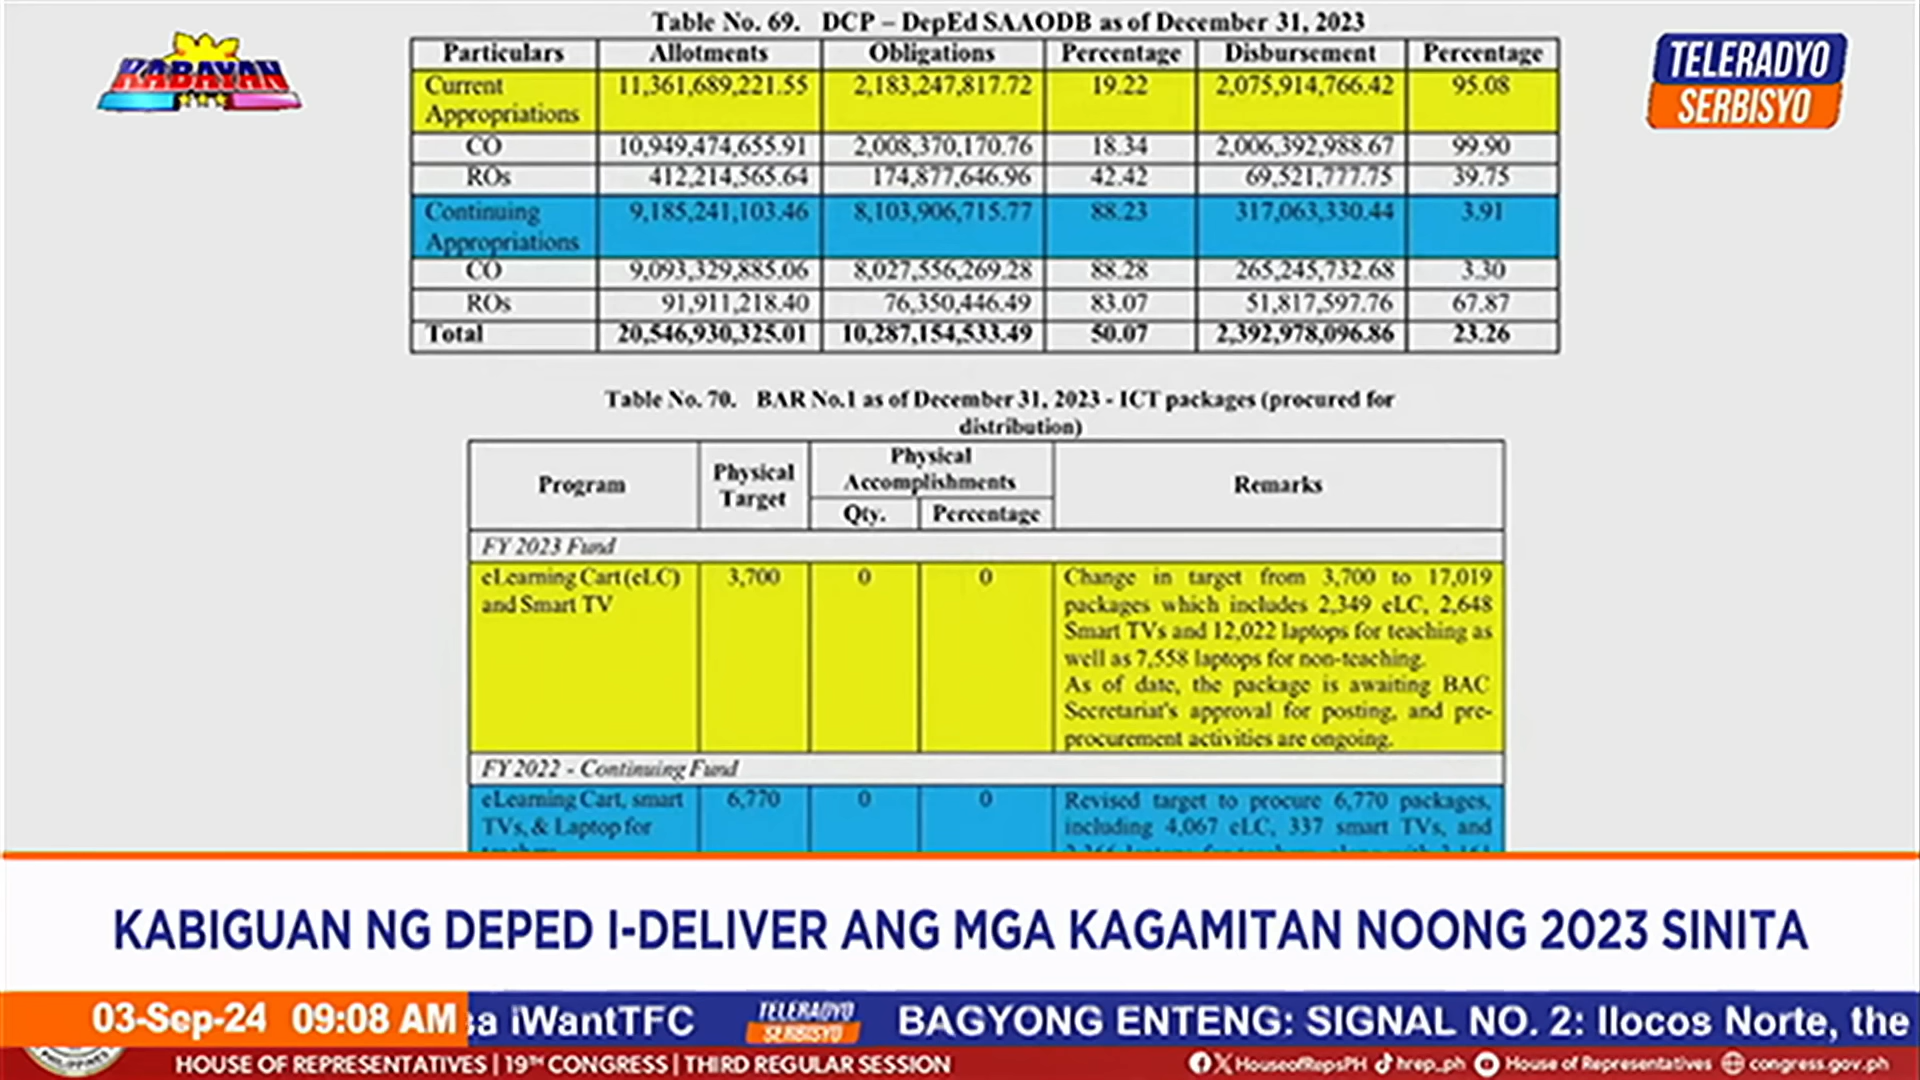 Table No. 69. DCP – DepEd SAAODB as of December 31, 2023
KABAYAN
TELERADYO
SERBISYO
Particulars Allotments Obligations Percentage Disbursement Percentage
Current Appropriations 11,361,689,221.55 2,183,247,817.72 19.22 2,075,914,766.42 95.08
CO 10,949,474,655.91 2,008,370,170.76 18.34 2,006,392,988.67 99.90
ROs 412,214,565.64 174,877,646.96 42.42 69,521,777.75 39.75
Continuing Appropriations 9,185,241,103.46 8,103,906,715.77 88.23 317,063,330.44 3.91
CO 9,093,329,885.06 8,027,556,269.28 88.28 265,245,732.68 3.30
ROs 91,911,218.40 76,350,446.49 83.07 51,817,597.76 67.87
Total 20,546,930,325.01 10,287,154,533.49 50.07 2,392,978,096.86 23.26
Table No. 70. BAR No.1 as of December 31, 2023 - ICT packages (procured for
distribution)
Program Physical Target Physical Accomplishments Remarks
Qty. Percentage
FY 2023 Fund
eLearning Cart (eLC) and Smart TV 3,700 0 0 Change in target from 3,700 to 17,019
packages which includes 2,349 eLC, 2,648
Smart TVs and 12,022 laptops for teaching as
well as 7,558 laptops for non-teaching.
As of date, the package is awaiting BAC
Secretariat's approval for posting, and pre-
procurement activities are ongoing.
FY 2022 - Continuing Fund
eLearning Cart, smart 6,770 0 0 Revised target to procure 6,770 packages,
TVs, & Laptop for including 4,067 eLC, 337 smart TVs, and
KABIGUAN NG DEPED I-DELIVER ANG MGA KAGAMITAN NOONG 2023 SINITA
03-Sep-24 09:08 AM sa iWantTFC TELERADYO SERBISYO BAGYONG ENTENG: SIGNAL NO. 2: Ilocos Norte, the
HOUSE OF REPRESENTATIVES | 19TH CONGRESS | THIRD REGULAR SESSION HouseofRepsPH hrep_ph House of Representatives congress.gov.ph